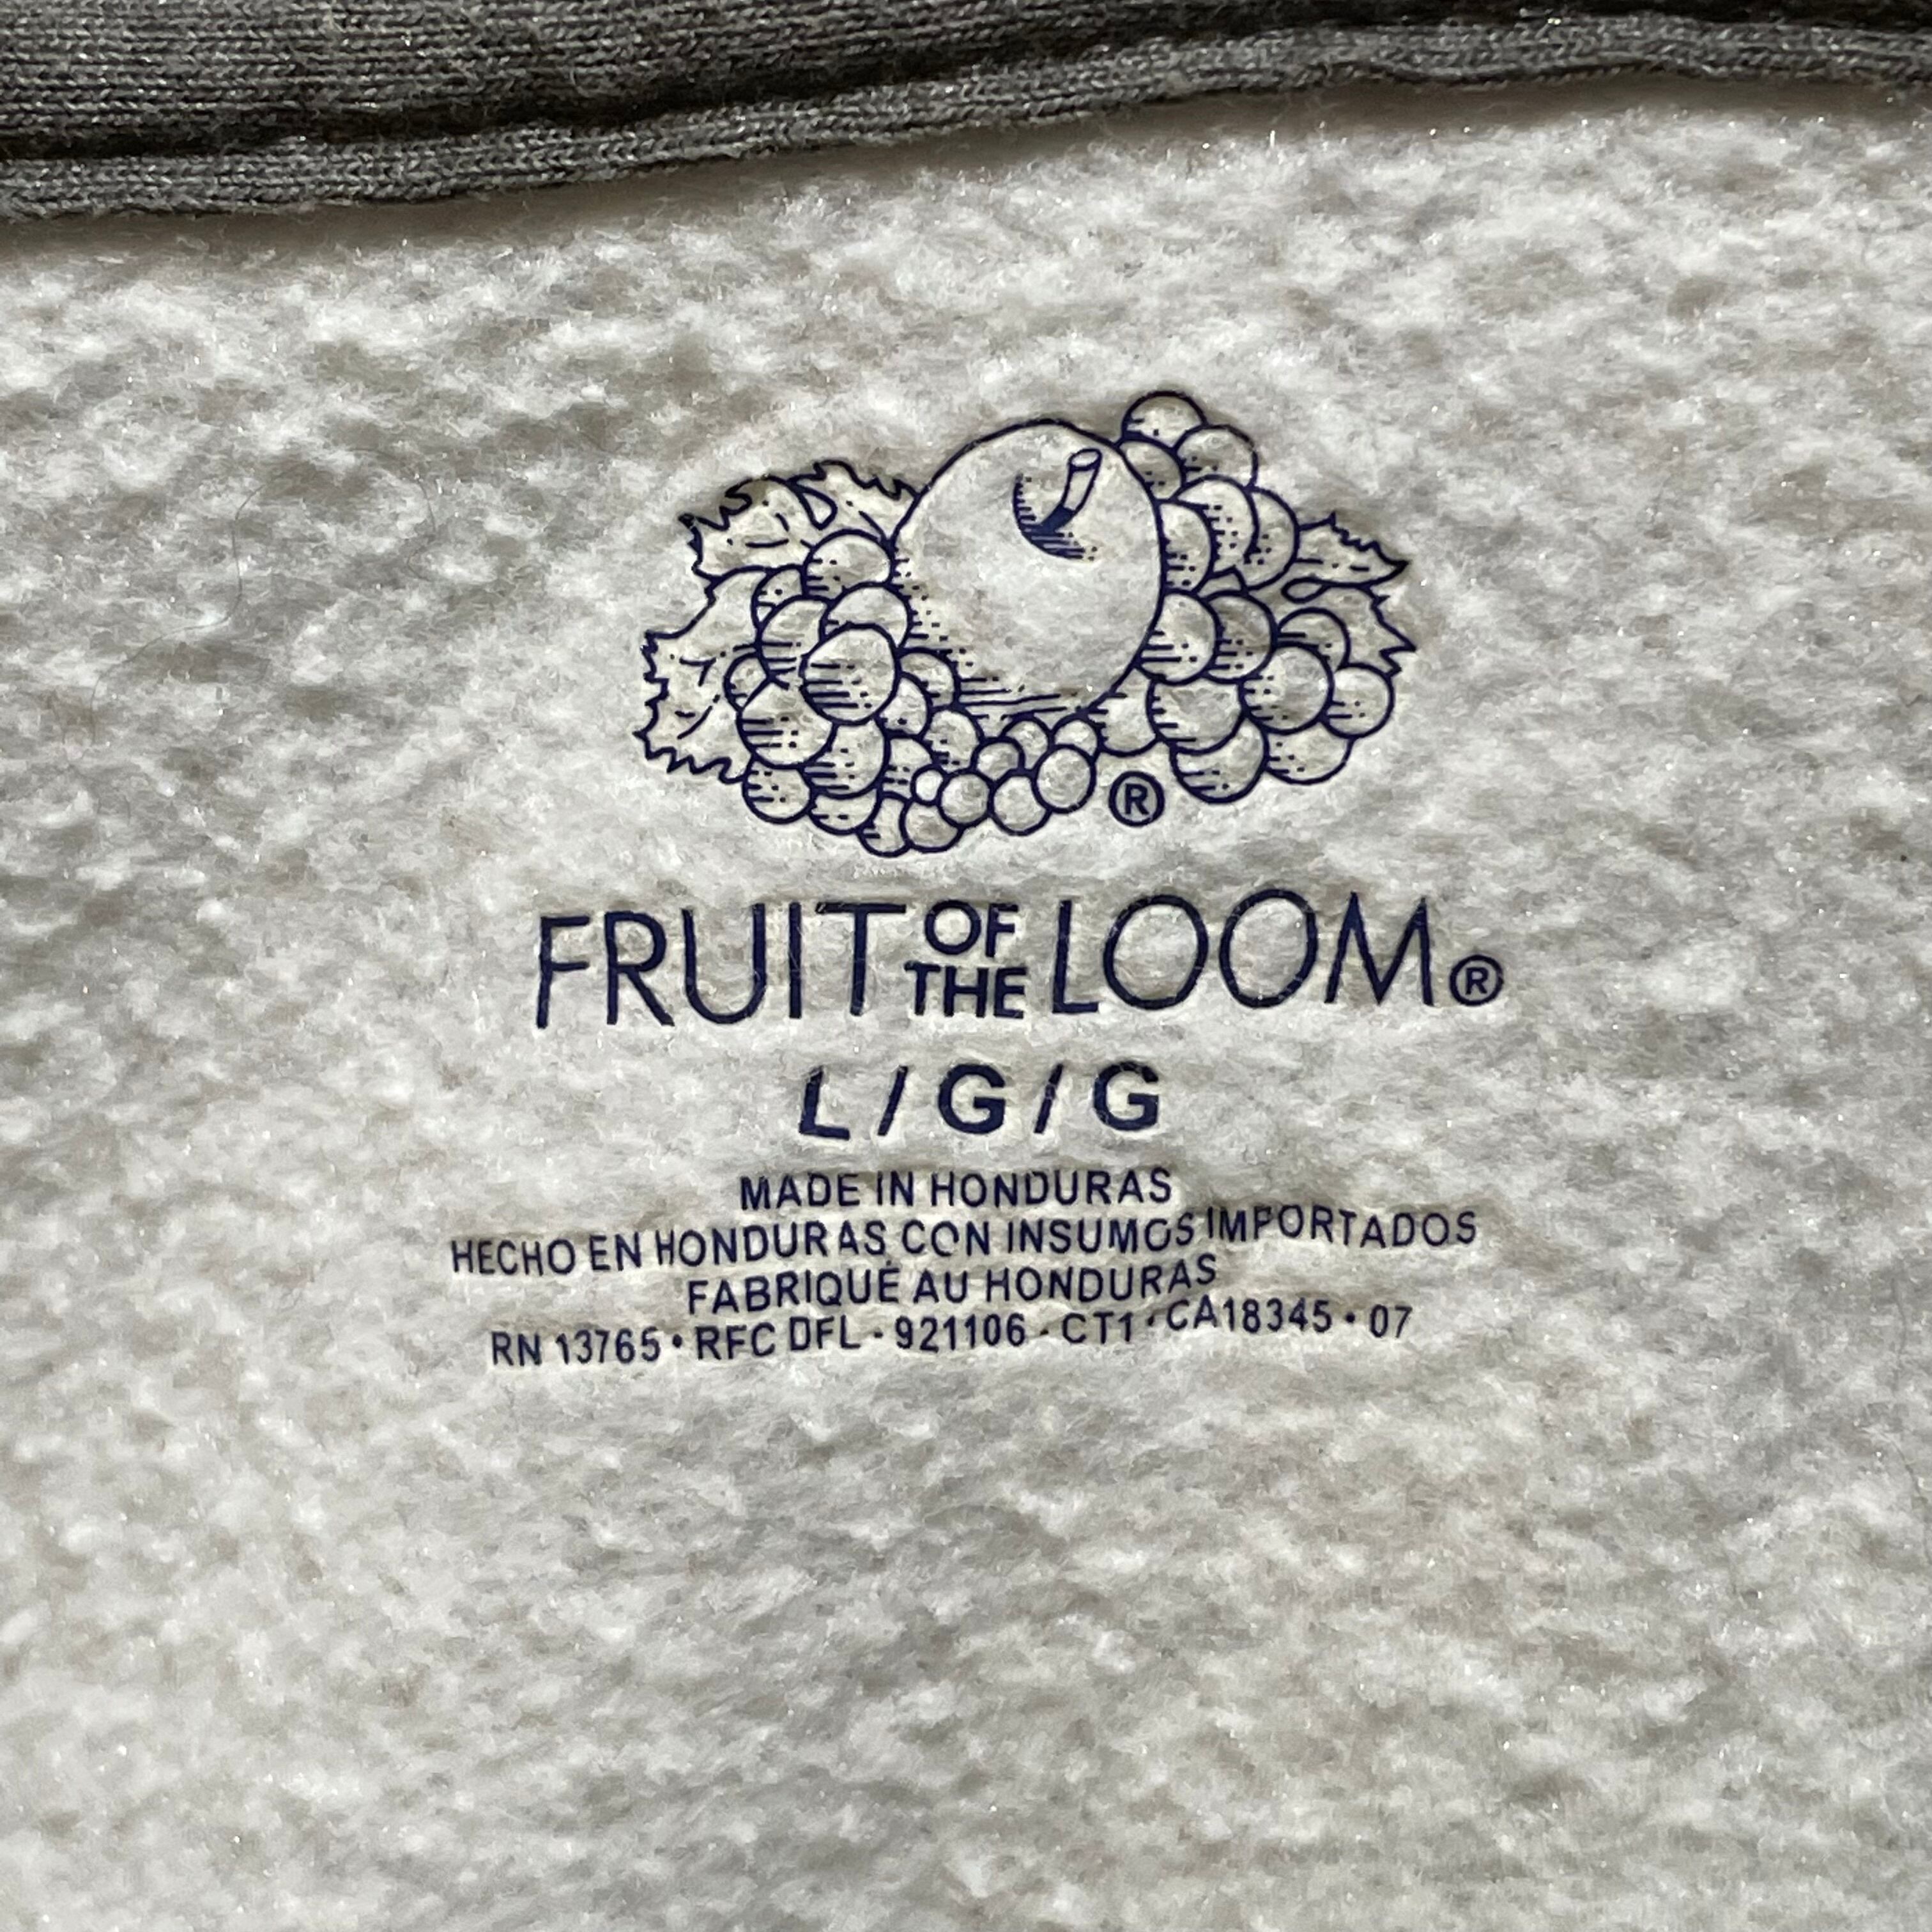 ®
FRUIT OF THE LOOM®
L / G / G
MADE IN HONDURAS
HECHO EN HONDURAS CON INSUMOS IMPORTADOS
FABRIQUÉ AU HONDURAS
RN 13765 • RFC DFL - 921106 - CT1 • CA18345 • 07